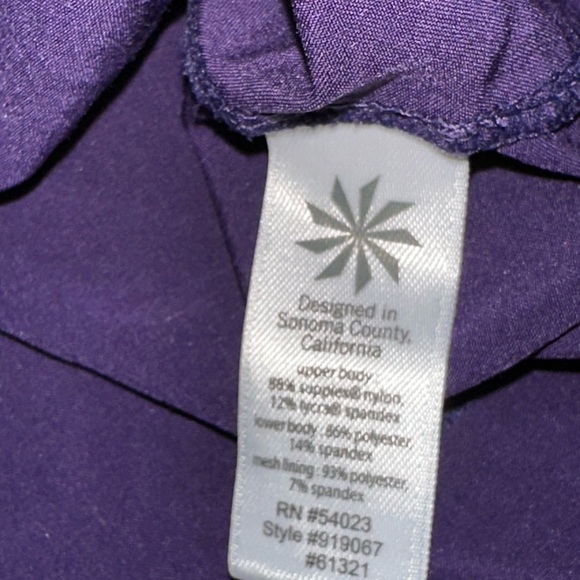 Designed in
Sonoma County,
California
upper body:
88% supplex® nylon,
12% lycra® spandex
lower body: 86% polyester,
14% spandex
mesh lining: 93% polyester,
7% spandex
RN #54023
Style #919067
#61321